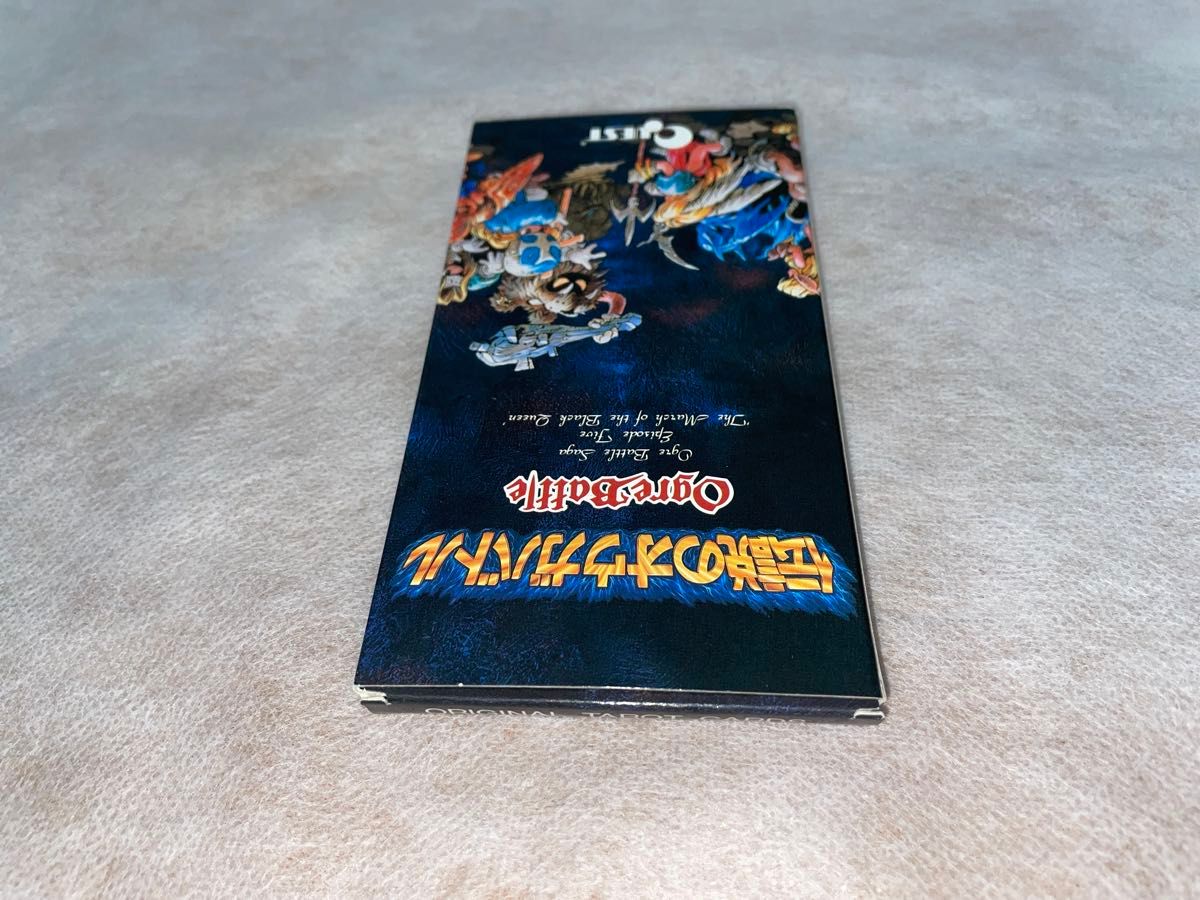 伝説のオウガバトル
OgreBattle
Ogre Battle Saga
Episode Five
"The March of the Black Queen"
QUEST
ORIGINAL TAROT CARDS